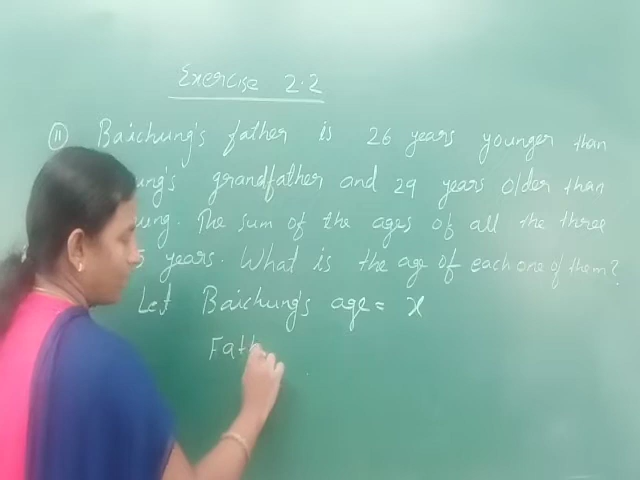 Exercise 2.2
(11) Baichung's father is 26 years younger than
ung's grandfather and 29 years older than
ung. The sum of the ages of all the three
5 years. What is the age of each one of them?
Let Baichung's age = x
Fath